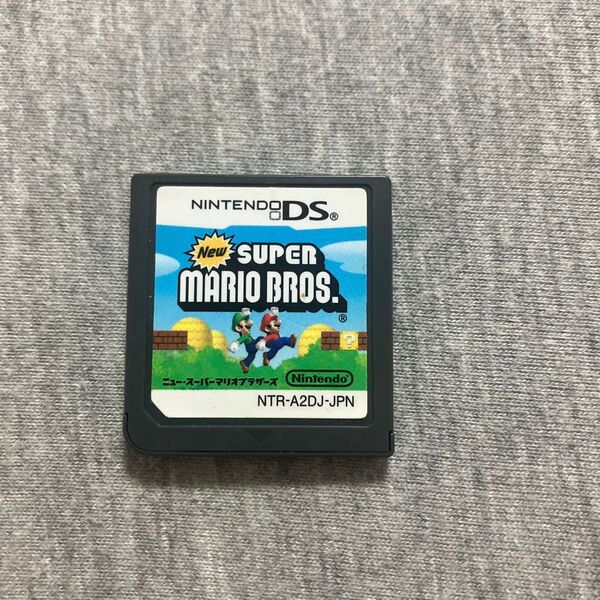 NINTENDO DS®
New SUPER
MARIO BROS.®
ニュー・スーパーマリオブラザーズ
Nintendo
NTR-A2DJ-JPN